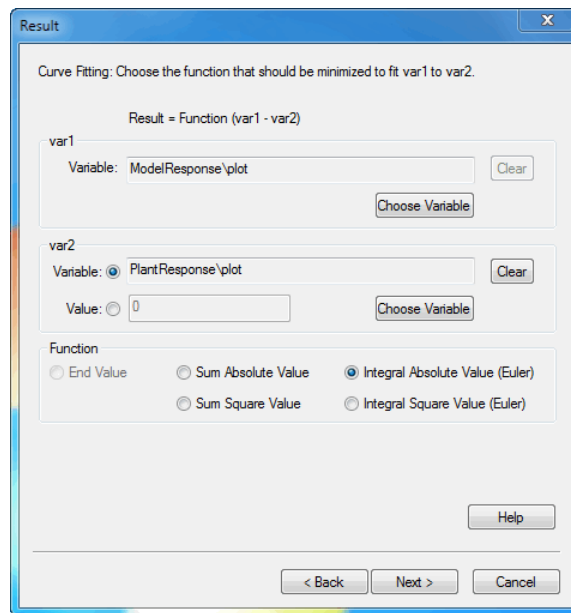 Result
Curve Fitting: Choose the function that should be minimized to fit var1 to var2.
Result = Function (var1 - var2)
var1
Variable: ModelResponse\plot Clear
Choose Variable
var2
Variable: PlantResponse\plot Clear
Value: 0 Choose Variable
Function
End Value Sum Absolute Value Integral Absolute Value (Euler)
Sum Square Value Integral Square Value (Euler)
Help
< Back Next > Cancel